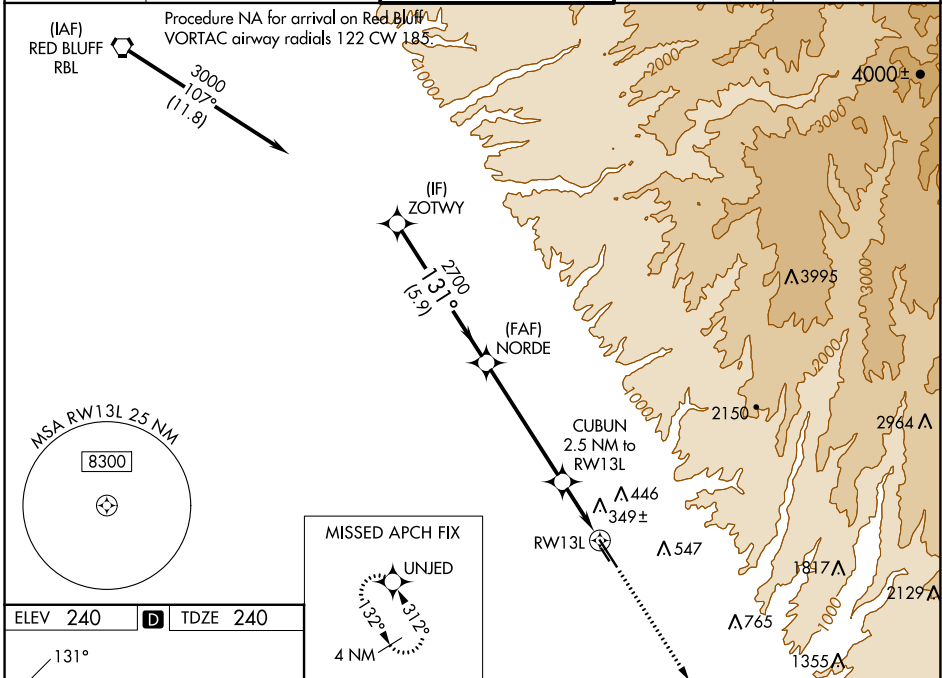 Procedure NA for arrival on Red Bluff
VORTAC airway radials 122 CW 185.
(IAF)
RED BLUFF
RBL
3000
107°
(11.8)
1000
2000
4000±
3000
(IF)
ZOTWY
2700
131°
(5.9)
3995
3000
(FAF)
NORDE
2000
1000
2150
2964
MSA RW13L 25 NM
8300
CUBUN
2.5 NM to
RW13L
446
349±
RW13L
547
MISSED APCH FIX
UNJED
132°
312°
4 NM
1817
2129
1000
765
1355
ELEV 240
D
TDZE 240
131°